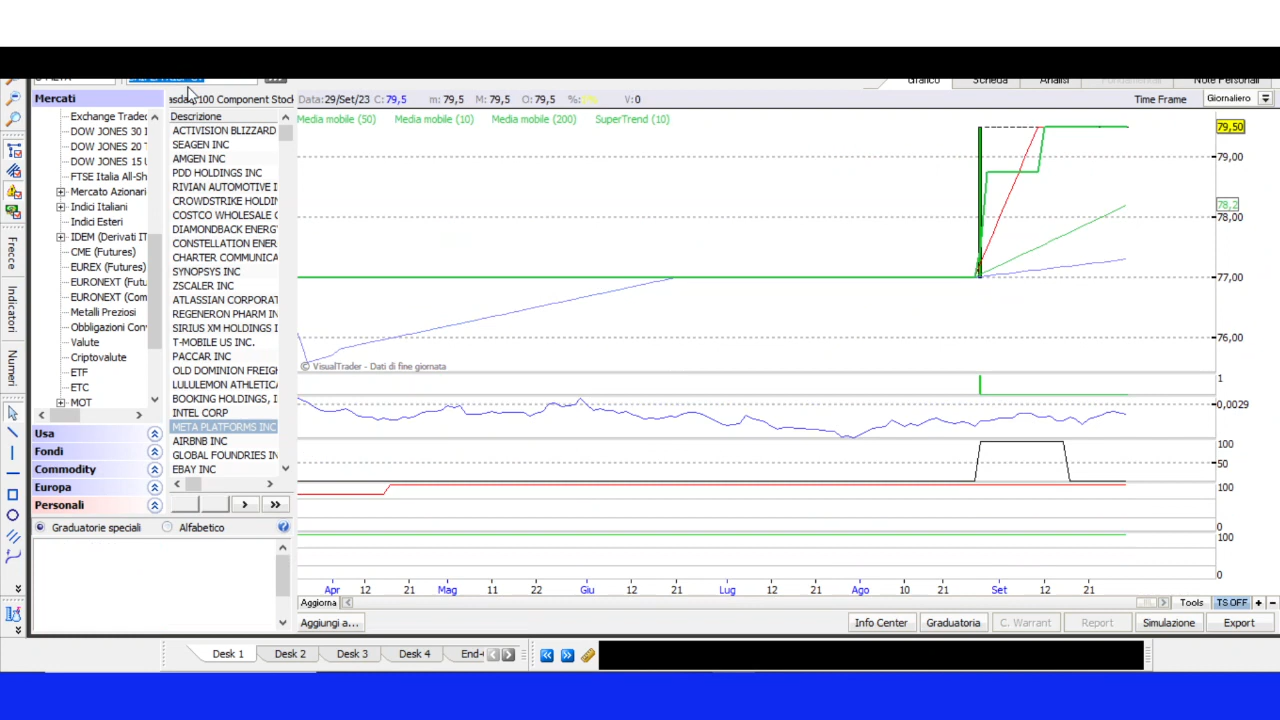 Grafico Scheda Analisi Note Personali
Mercati
asdaq 100 Component Stock
Data:29/Set/23 C:79,5 m: 79,5 M: 79,5 O: 79,5 %: V:0
Time Frame Giornaliero
Descrizione
Media mobile (50) Media mobile (10) Media mobile (200) SuperTrend (10)
Exchange Traded
DOW JONES 30 I
DOW JONES 20 T
DOW JONES 15 U
FTSE Italia All-Sh
Mercato Azionari
Indici Italiani
Indici Esteri
IDEM (Derivati IT
CME (Futures)
EUREX (Futures)
EURONEXT (Futu
EURONEXT (Com
Metalli Preziosi
Obbligazioni Conv
Valute
Criptovalute
ETF
ETC
MOT
Usa
Fondi
Commodity
Europa
Personali
Graduatorie speciali
Alfabetico
ACTIVISION BLIZZARD
SEAGEN INC
AMGEN INC
PDD HOLDINGS INC
RIVIAN AUTOMOTIVE I
CROWDSTRIKE HOLDIN
COSTCO WHOLESALE C
DIAMONDBACK ENERG
CONSTELLATION ENER
CHARTER COMMUNICA
SYNOPSYS INC
ZSCALER INC
ATLASSIAN CORPORAT
REGENERON PHARM IN
SIRIUS XM HOLDINGS I
T-MOBILE US INC.
PACCAR INC
OLD DOMINION FREIGH
LULULEMON ATHLETICA
BOOKING HOLDINGS, I
INTEL CORP
META PLATFORMS INC
AIRBNB INC
GLOBAL FOUNDRIES IN
EBAY INC
Frecce
Indicatori
Numeri
79,50
79,00
78,2
78,00
77,00
76,00
© VisualTrader - Dati di fine giornata
1
0,0029
100
50
100
0
100
0
Apr 12 21 Mag 11 22 Giu 12 21 Lug 12 21 Ago 10 21 Set 12 21
Aggiorna
Tools TS OFF + -
Aggiungi a...
Info Center Graduatoria C. Warrant Report Simulazione Export
Desk 1 Desk 2 Desk 3 Desk 4 End-